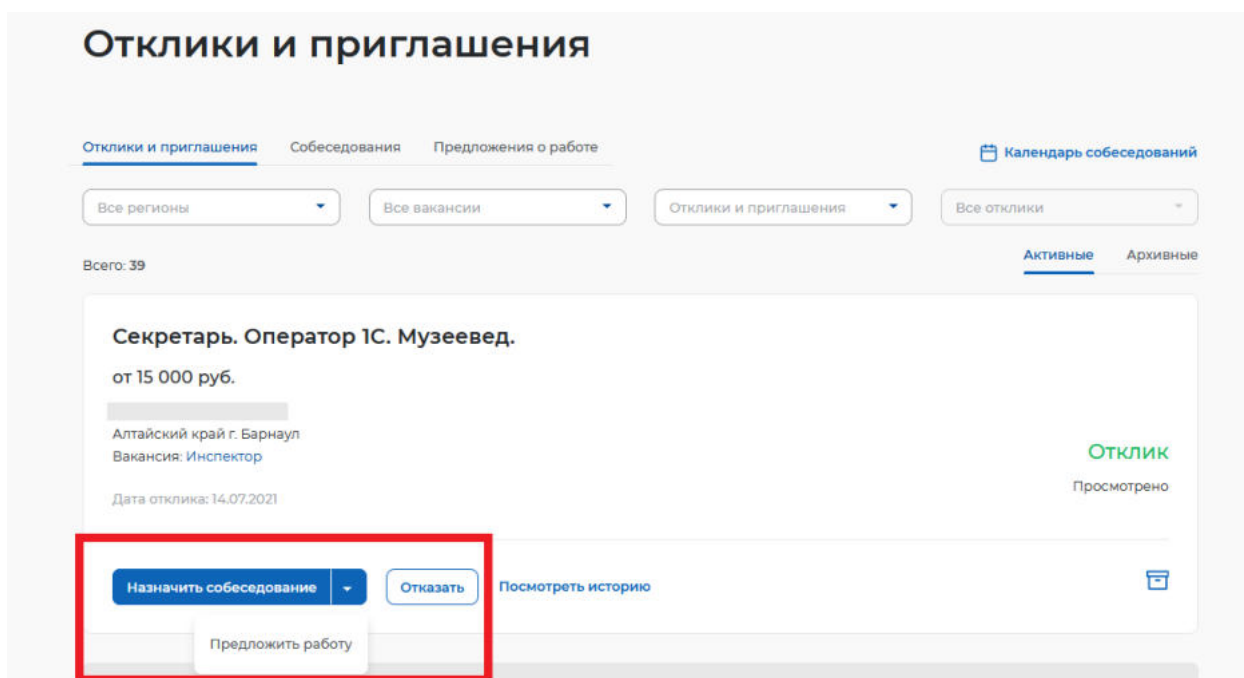 Отклики и приглашения
Отклики и приглашения Собеседования Предложения о работе
Календарь собеседований
Все регионы Все вакансии Отклики и приглашения Все отклики
Всего: 39
Активные Архивные
Секретарь. Оператор 1С. Музеевед.
от 15 000 руб.
Алтайский край г. Барнаул
Вакансия: Инспектор
Отклик
Просмотрено
Дата отклика: 14.07.2021
Назначить собеседование Отказать Посмотреть историю
Предложить работу